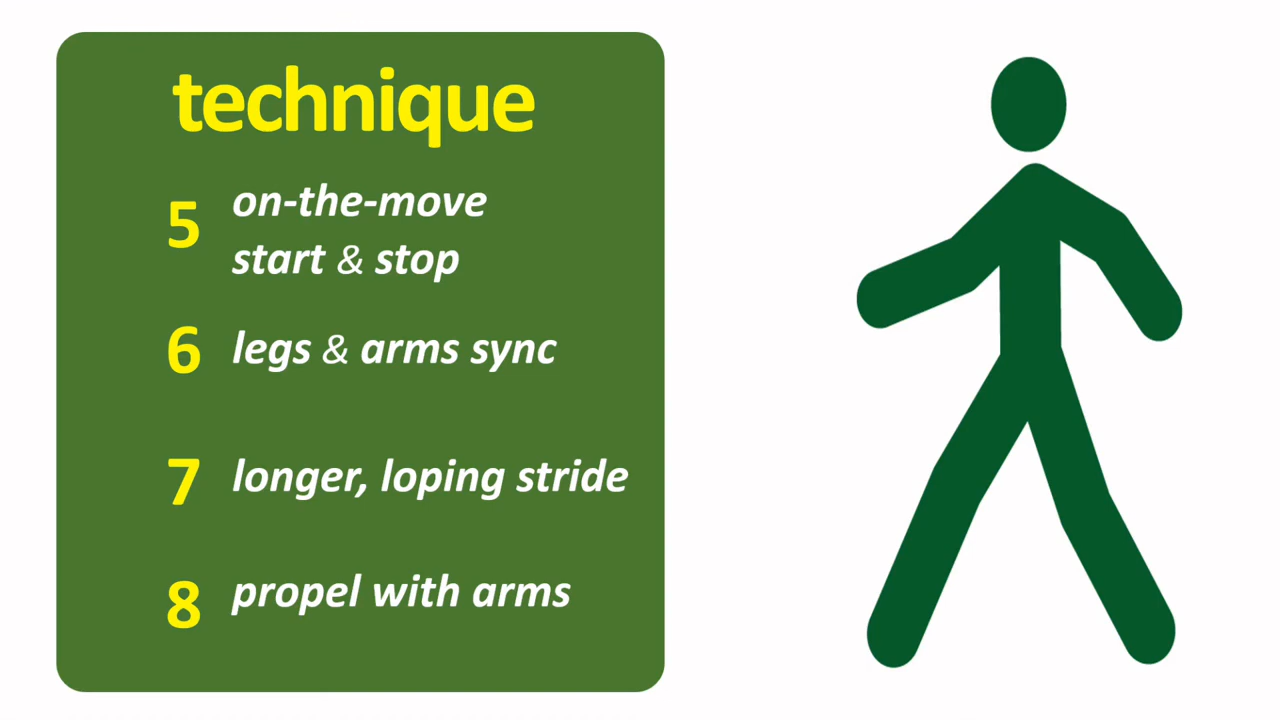 technique
5 on-the-move
start & stop
6 legs & arms sync
7 longer, loping stride
8 propel with arms